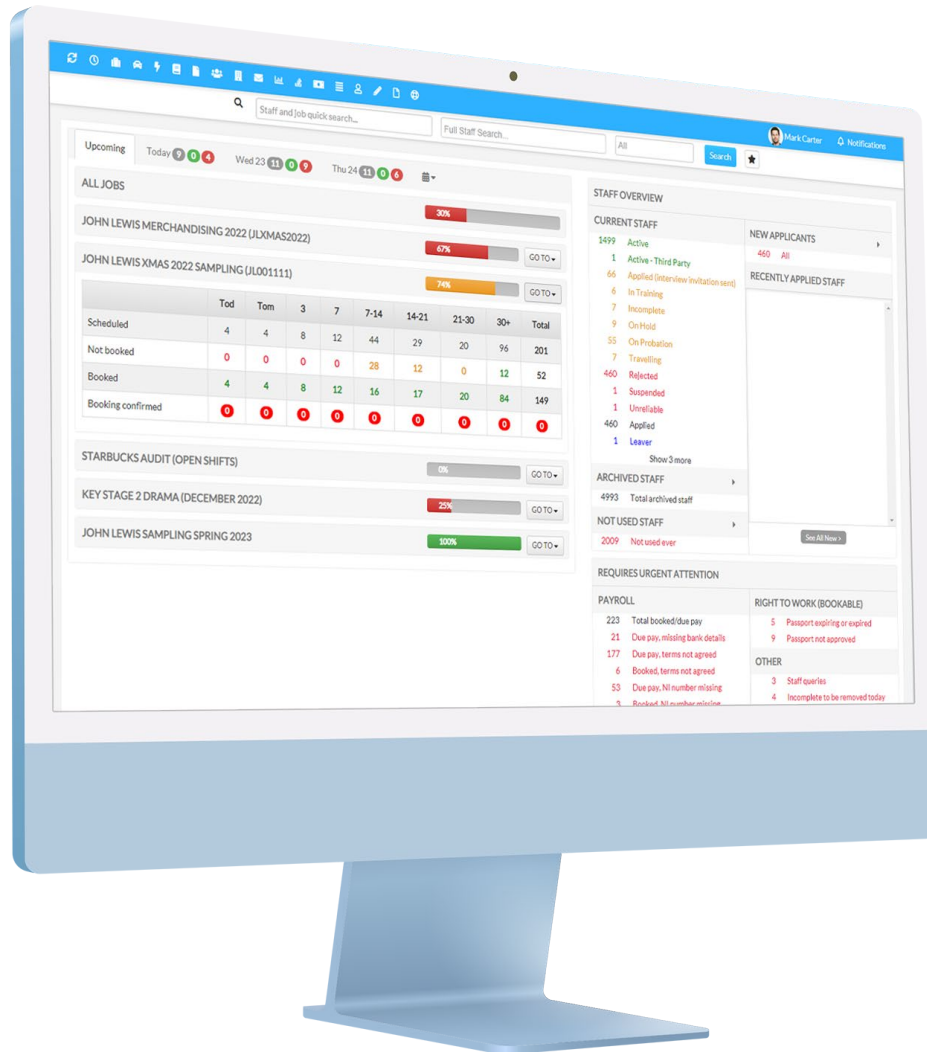 Mark Carter Notifications
Staff and Job quick search... Full Staff Search... All Search
Upcoming Today 9 0 4 Wed 23 11 0 9 Thu 24 11 0 6
ALL JOBS 30%
JOHN LEWIS MERCHANDISING 2022 (JLXMAS2022) 67% GO TO
JOHN LEWIS XMAS 2022 SAMPLING (JL001111) 74% GO TO
Tod Tom 3 7 7-14 14-21 21-30 30+ Total
Scheduled 4 4 8 12 44 29 20 96 201
Not booked 0 0 0 0 28 12 0 12 52
Booked 4 4 8 12 16 17 20 84 149
Booking confirmed 0 0 0 0 0 0 0 0 0
STARBUCKS AUDIT (OPEN SHIFTS) 0% GO TO
KEY STAGE 2 DRAMA (DECEMBER 2022) 25% GO TO
JOHN LEWIS SAMPLING SPRING 2023 100% GO TO
STAFF OVERVIEW
CURRENT STAFF
1499 Active
1 Active - Third Party
66 Applied (interview invitation sent)
6 In Training
7 Incomplete
9 On Hold
55 On Probation
7 Travelling
460 Rejected
1 Suspended
1 Unreliable
460 Applied
1 Leaver
Show 3 more
ARCHIVED STAFF
4993 Total archived staff
NOT USED STAFF
2009 Not used ever
NEW APPLICANTS
460 All
RECENTLY APPLIED STAFF
See All New >
REQUIRES URGENT ATTENTION
PAYROLL
223 Total booked/due pay
21 Due pay, missing bank details
177 Due pay, terms not agreed
6 Booked, terms not agreed
53 Due pay, NI number missing
3 Booked, NI number missing
RIGHT TO WORK (BOOKABLE)
5 Passport expiring or expired
9 Passport not approved
OTHER
3 Staff queries
4 Incomplete to be removed today